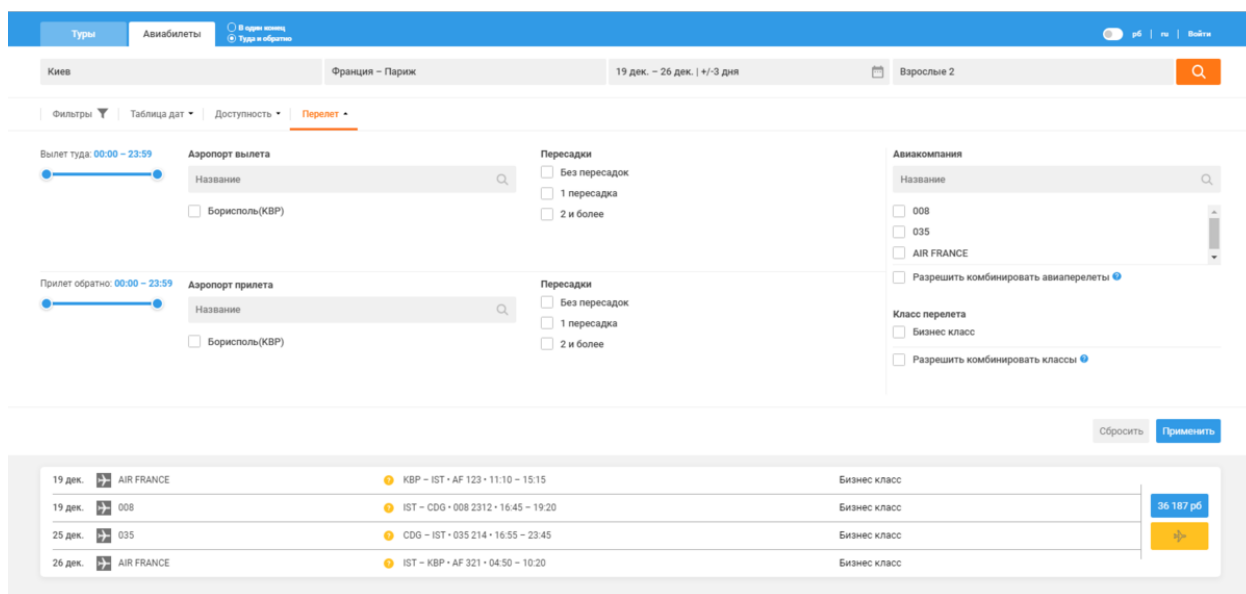 Туры Авиабилеты В один конец
Туда и обратно рб | ru | Войти
Киев Франция – Париж 19 дек. – 26 дек. | +/-3 дня Взрослые 2
Фильтры Таблица дат Доступность Перелет
Вылет туда: 00:00 – 23:59 Аэропорт вылета Пересадки Авиакомпания
Название Без пересадок Название
1 пересадка
Борисполь(КВР) 2 и более 008
035
AIR FRANCE
Разрешить комбинировать авиаперелеты ?
Прилет обратно: 00:00 – 23:59 Аэропорт прилета Пересадки
Название Без пересадок Класс перелета
1 пересадка Бизнес класс
Борисполь(КВР) 2 и более
Разрешить комбинировать классы ?
Сбросить Применить
19 дек. AIR FRANCE ? KBP – IST • AF 123 • 11:10 – 15:15 Бизнес класс
19 дек. 008 ? IST – CDG • 008 2312 • 16:45 – 19:20 Бизнес класс
36 187 рб
25 дек. 035 ? CDG – IST • 035 214 • 16:55 – 23:45 Бизнес класс
26 дек. AIR FRANCE ? IST – KBP • AF 321 • 04:50 – 10:20 Бизнес класс